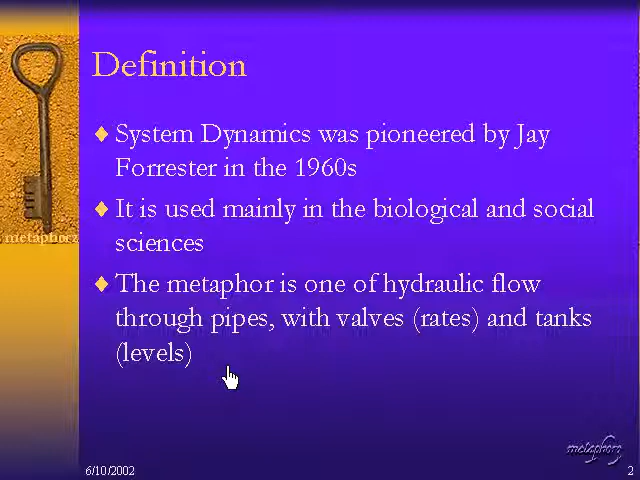 Definition
♦ System Dynamics was pioneered by Jay
Forrester in the 1960s
♦ It is used mainly in the biological and social
sciences
♦ The metaphor is one of hydraulic flow
through pipes, with valves (rates) and tanks
(levels)
metaphorz
metaphorz
6/10/2002
2